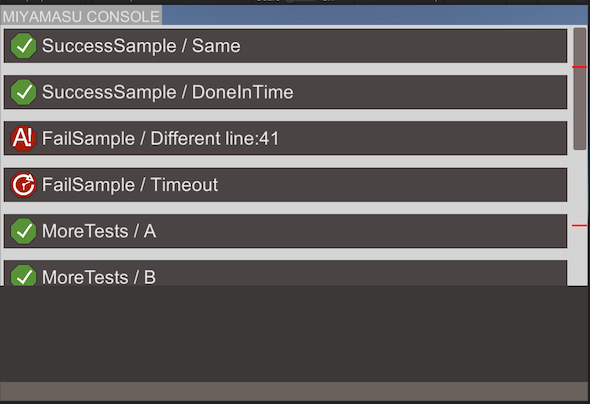 MIYAMASU CONSOLE
SuccessSample / Same
SuccessSample / DoneInTime
A! FailSample / Different line:41
FailSample / Timeout
MoreTests / A
MoreTests / B